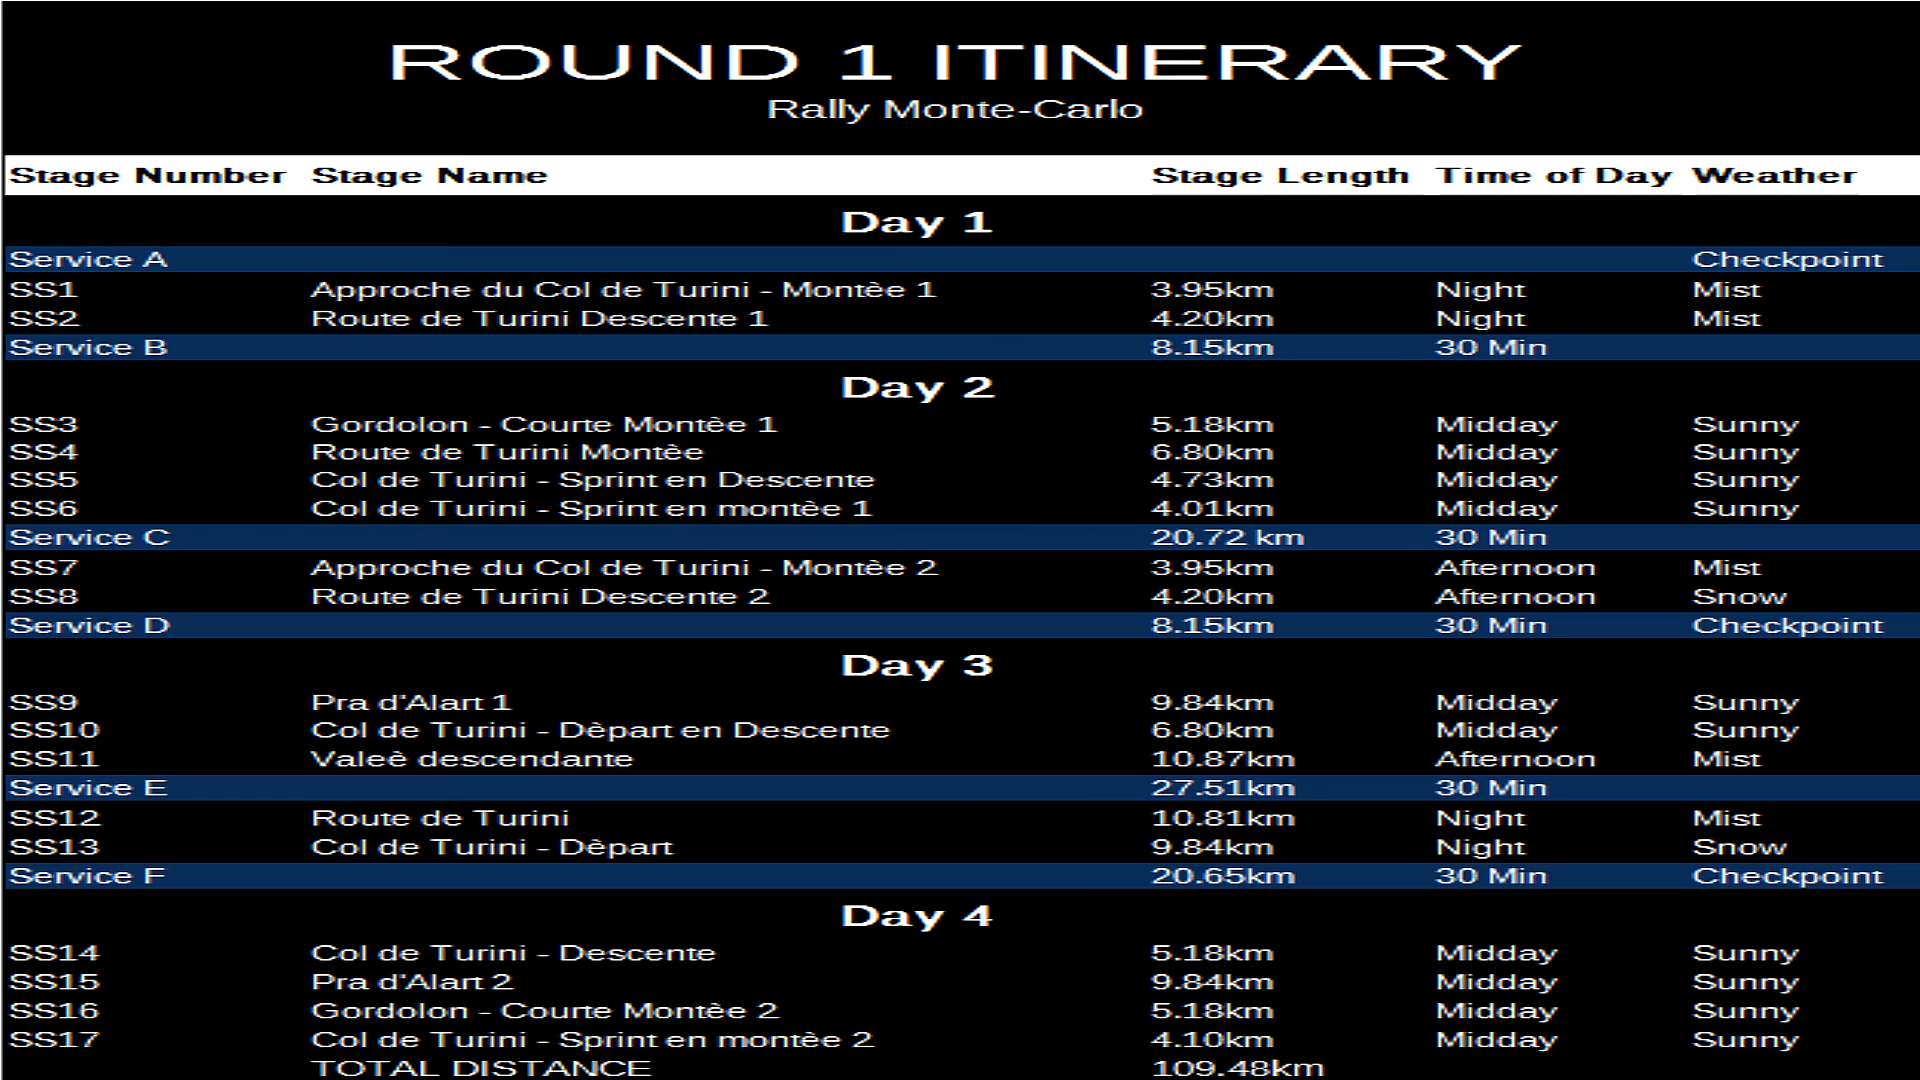 ROUND 1 ITINERARY
Rally Monte-Carlo
Stage Number Stage Name Stage Length Time of Day Weather
Day 1
Service A Checkpoint
SS1 Approche du Col de Turini - Montèe 1 3.95km Night Mist
SS2 Route de Turini Descente 1 4.20km Night Mist
Service B 8.15km 30 Min
Day 2
SS3 Gordolon - Courte Montèe 1 5.18km Midday Sunny
SS4 Route de Turini Montèe 6.80km Midday Sunny
SS5 Col de Turini - Sprint en Descente 4.73km Midday Sunny
SS6 Col de Turini - Sprint en montèe 1 4.01km Midday Sunny
Service C 20.72 km 30 Min
SS7 Approche du Col de Turini - Montèe 2 3.95km Afternoon Mist
SS8 Route de Turini Descente 2 4.20km Afternoon Snow
Service D 8.15km 30 Min Checkpoint
Day 3
SS9 Pra d'Alart 1 9.84km Midday Sunny
SS10 Col de Turini - Dèpart en Descente 6.80km Midday Sunny
SS11 Valeè descendante 10.87km Afternoon Mist
Service E 27.51km 30 Min
SS12 Route de Turini 10.81km Night Mist
SS13 Col de Turini - Dèpart 9.84km Night Snow
Service F 20.65km 30 Min Checkpoint
Day 4
SS14 Col de Turini - Descente 5.18km Midday Sunny
SS15 Pra d'Alart 2 9.84km Midday Sunny
SS16 Gordolon - Courte Montèe 2 5.18km Midday Sunny
SS17 Col de Turini - Sprint en montèe 2 4.10km Midday Sunny
TOTAL DISTANCE 109.48km